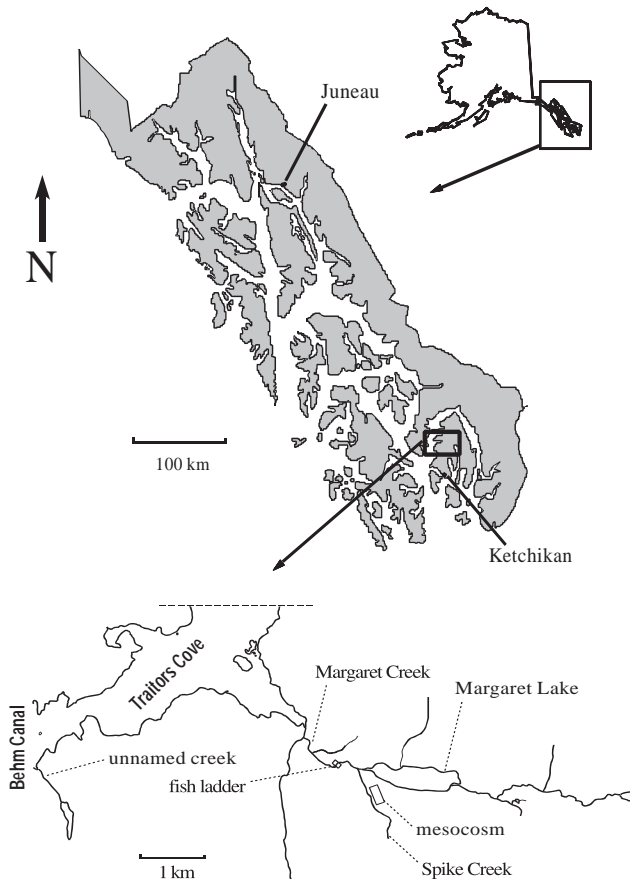 Juneau
N
100 km
Ketchikan
Traitors Cove
Behm Canal
Margaret Creek
Margaret Lake
unnamed creek
fish ladder
mesocosm
Spike Creek
1 km